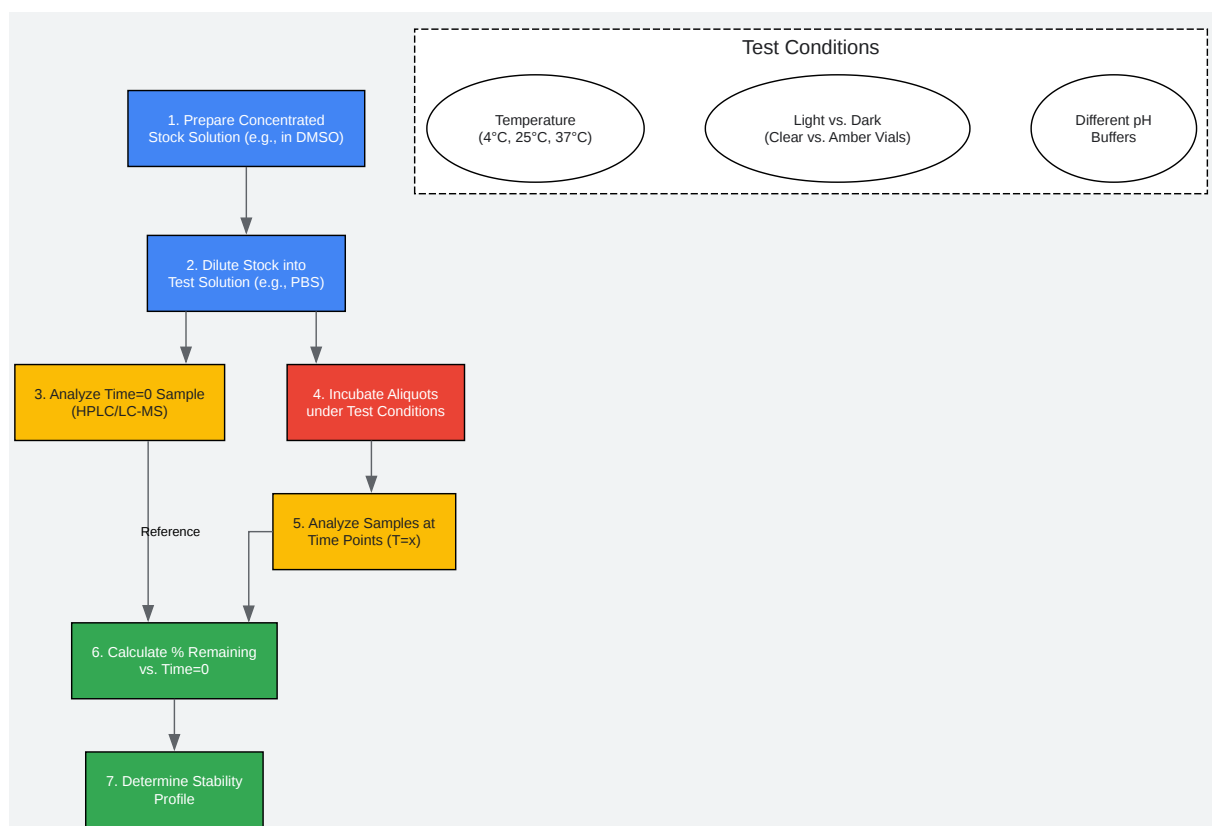 Test Conditions
Temperature
(4°C, 25°C, 37°C)
Light vs. Dark
(Clear vs. Amber Vials)
Different pH
Buffers
1. Prepare Concentrated
Stock Solution (e.g., in DMSO)
2. Dilute Stock into
Test Solution (e.g., PBS)
3. Analyze Time=0 Sample
(HPLC/LC-MS)
4. Incubate Aliquots
under Test Conditions
Reference
5. Analyze Samples at
Time Points (T=x)
6. Calculate % Remaining
vs. Time=0
7. Determine Stability
Profile